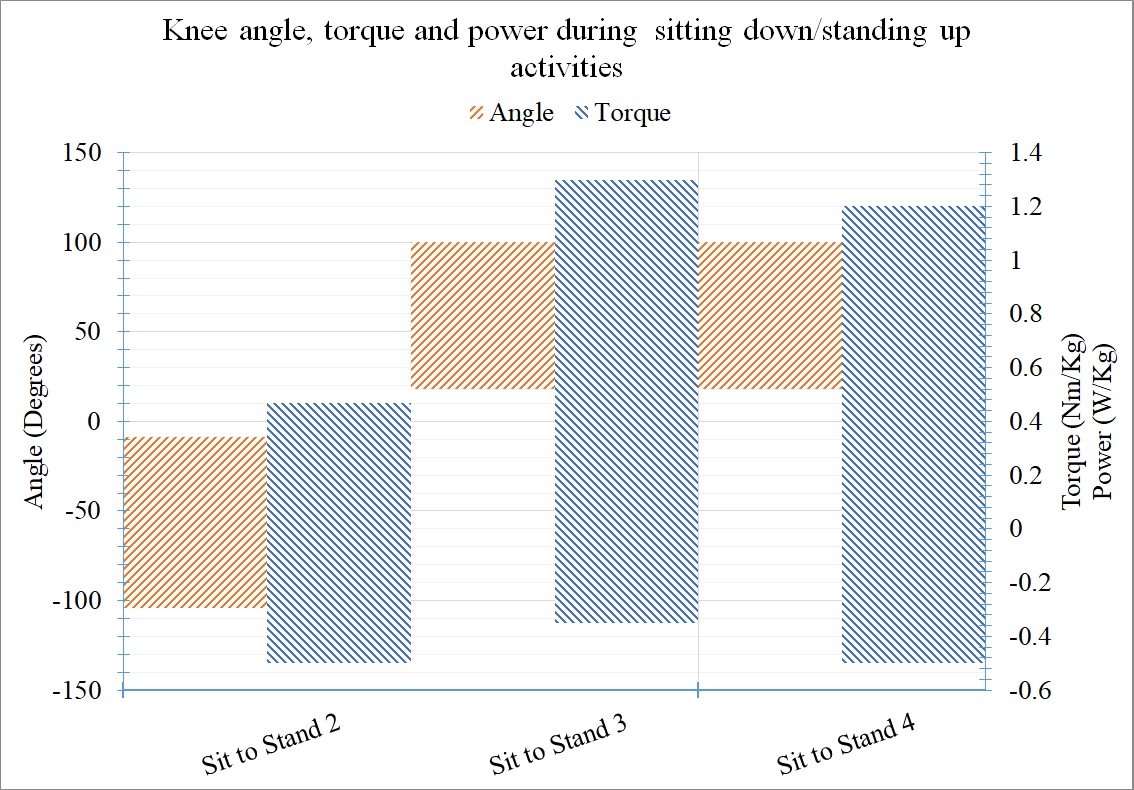 Knee angle, torque and power during sitting down/standing up
activities
Angle Torque
150
100
50
0
-50
-100
-150
Angle (Degrees)
1.4
1.2
1
0.8
0.6
0.4
0.2
0
-0.2
-0.4
-0.6
Torque (Nm/Kg)
Power (W/Kg)
Sit to Stand 2
Sit to Stand 3
Sit to Stand 4